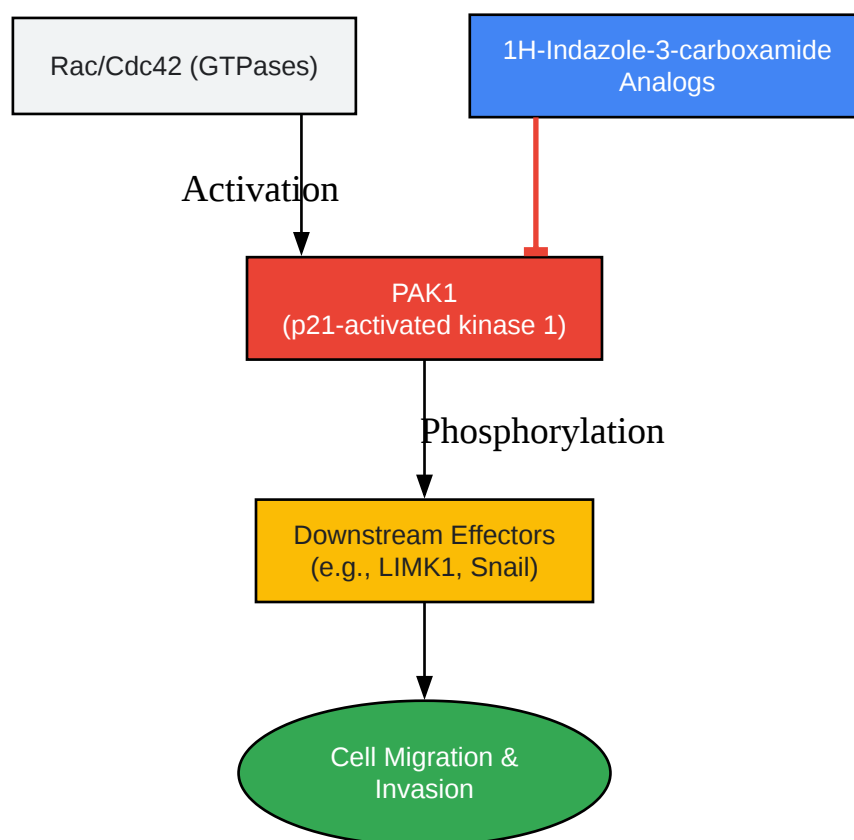 Rac/Cdc42 (GTPases)
1H-Indazole-3-carboxamide
Analogs
Activation
PAK1
(p21-activated kinase 1)
Phosphorylation
Downstream Effectors
(e.g., LIMK1, Snail)
Cell Migration &
Invasion